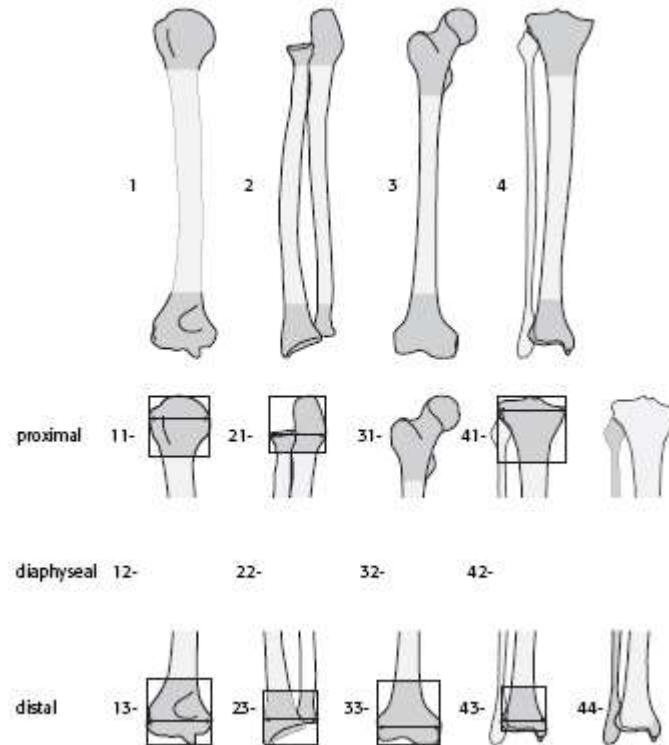 1 2 3 4
proximal 11- 21- 31- 41-
diaphyseal 12- 22- 32- 42-
distal 13- 23- 33- 43- 44-